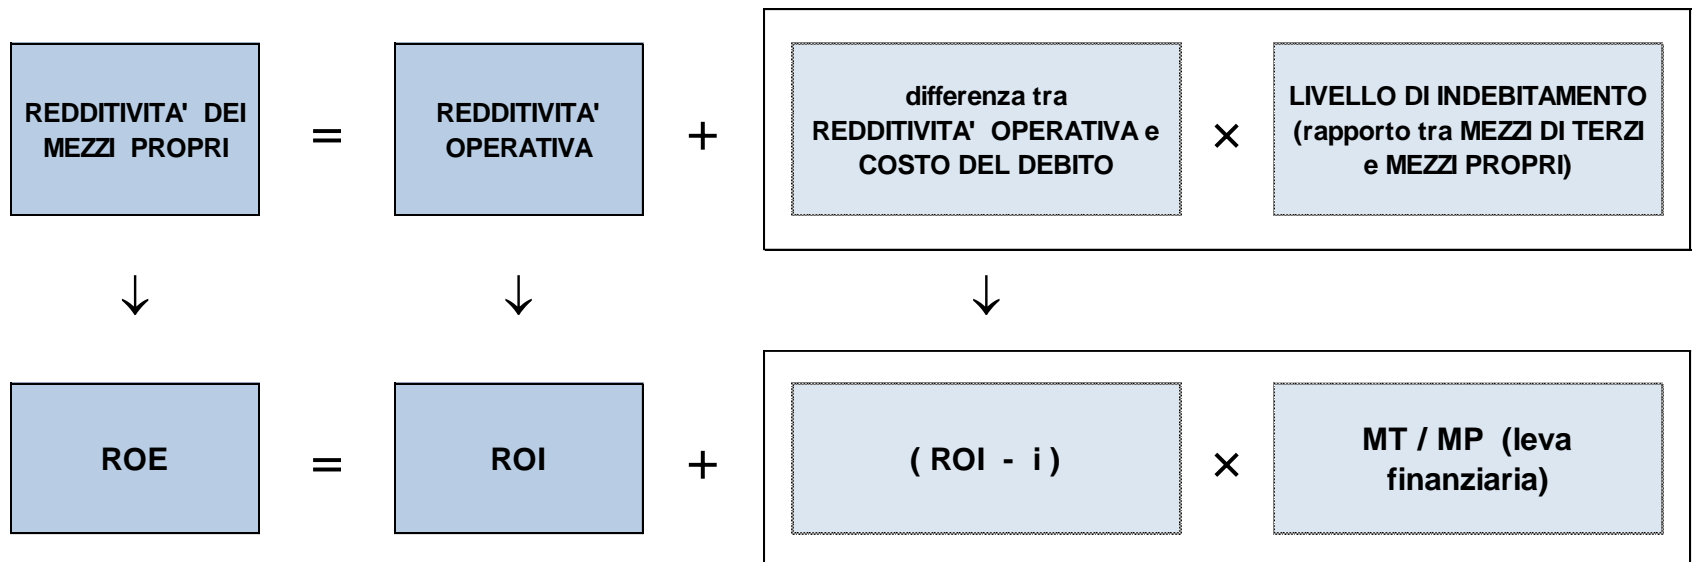 REDDITIVITA' DEI
MEZZI PROPRI
=
REDDITIVITA'
OPERATIVA
+
differenza tra
REDDITIVITA' OPERATIVA e
COSTO DEL DEBITO
×
LIVELLO DI INDEBITAMENTO
(rapporto tra MEZZI DI TERZI
e MEZZI PROPRI)
↓
↓
↓
ROE
=
ROI
+
( ROI - i )
×
MT / MP (leva
finanziaria)